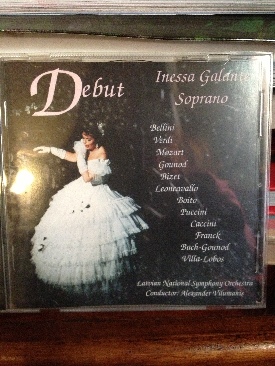 Debut
Inessa Galante
Soprano
Bellini
Verdi
Mozart
Gounod
Bizet
Leoncavallo
Boito
Puccini
Caccini
Franck
Bach-Gounod
Villa-Lobos
Latvian National Symphony Orchestra
Conductor: Alexander Vilumanis